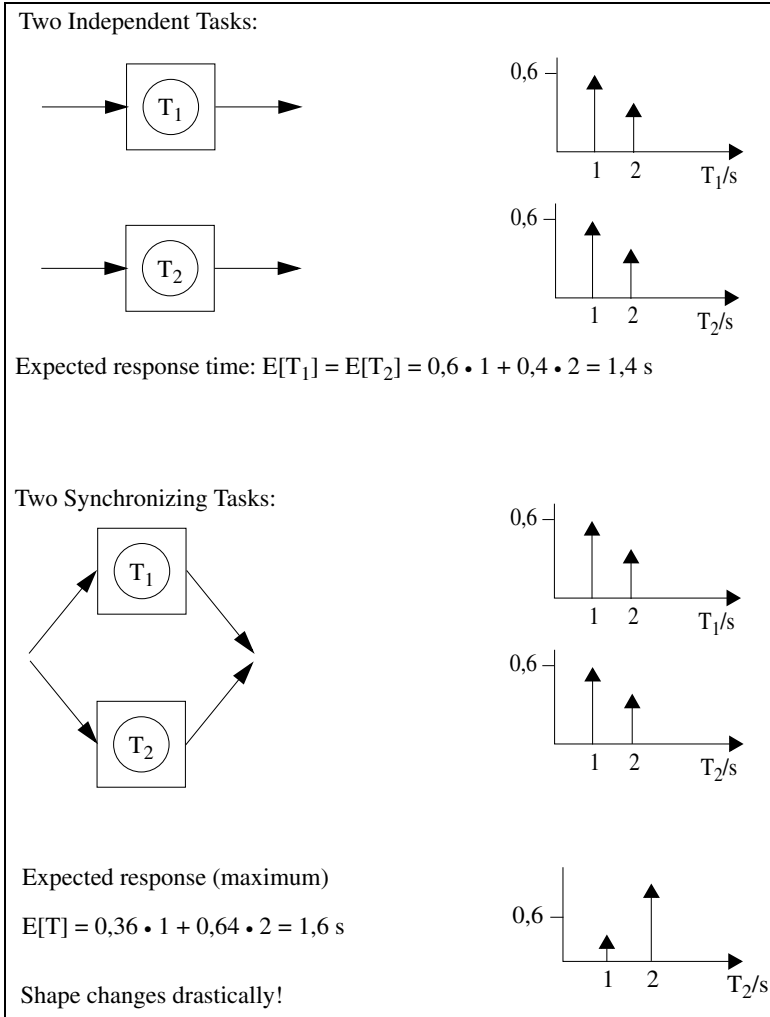 Two Independent Tasks:
T1
0,6
1 2
T1/s
T2
0,6
1 2
T2/s
Expected response time: E[T1] = E[T2] = 0,6 • 1 + 0,4 • 2 = 1,4 s
Two Synchronizing Tasks:
T1
0,6
1 2
T1/s
T2
0,6
1 2
T2/s
Expected response (maximum)
E[T] = 0,36 • 1 + 0,64 • 2 = 1,6 s
0,6
1 2
T2/s
Shape changes drastically!